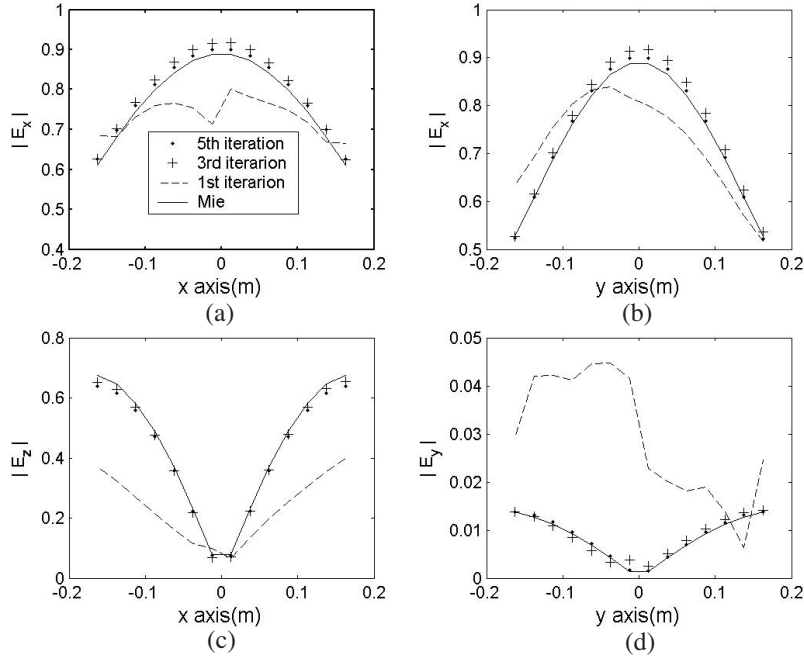 1
0.9
0.8
0.7
0.6
0.5
0.4
-0.2 -0.1 0 0.1 0.2
| E_x |
x axis(m)
5th iteration
3rd iterarion
1st iterarion
Mie
(a)
1
0.9
0.8
0.7
0.6
0.5
-0.2 -0.1 0 0.1 0.2
| E_x |
y axis(m)
(b)
0.8
0.6
0.4
0.2
0
-0.2 -0.1 0 0.1 0.2
| E_z |
x axis(m)
(c)
0.05
0.04
0.03
0.02
0.01
0
-0.2 -0.1 0 0.1 0.2
| E_y |
y axis(m)
(d)